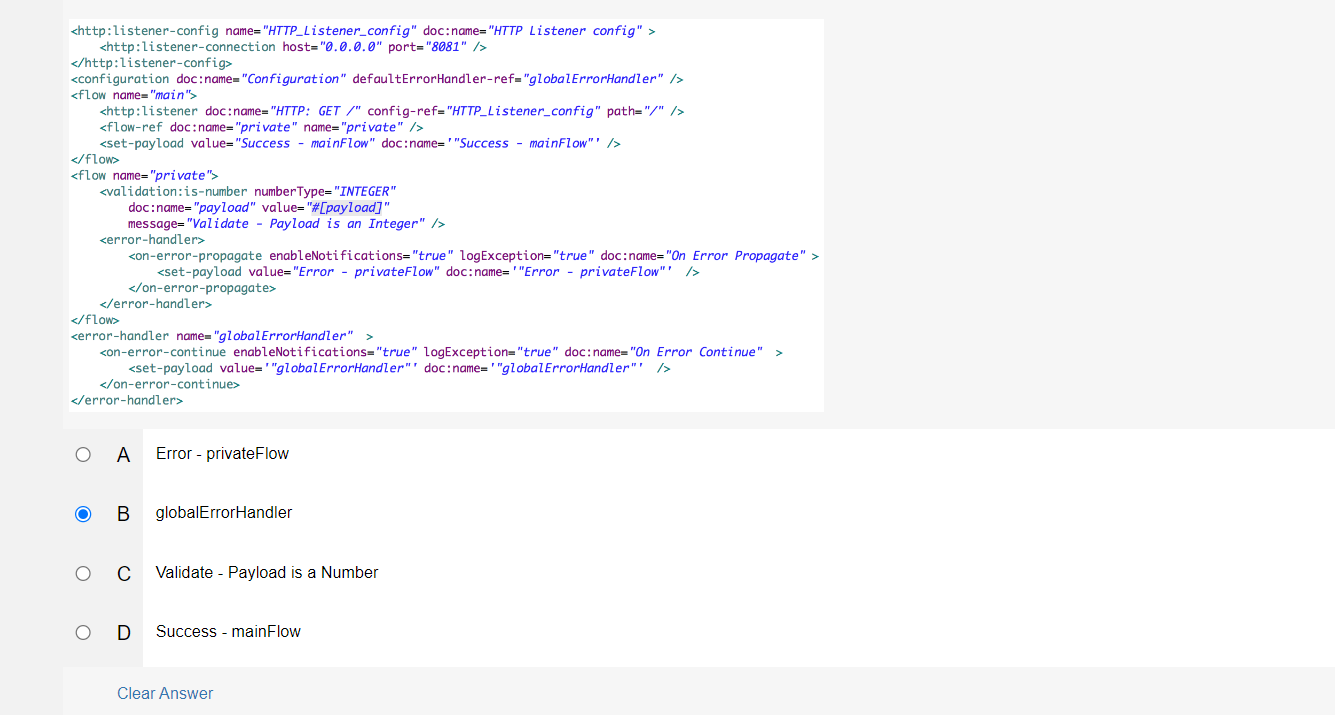 <http:listener-config name="HTTP_Listener_config" doc:name="HTTP Listener config" >
<http:listener-connection host="0.0.0.0" port="8081" />
</http:listener-config>
<configuration doc:name="Configuration" defaultErrorHandler-ref="globalErrorHandler" />
<flow name="main">
<http:listener doc:name="HTTP: GET /" config-ref="HTTP_Listener_config" path="/" />
<flow-ref doc:name="private" name="private" />
<set-payload value="Success - mainFlow" doc:name='"Success - mainFlow"' />
</flow>
<flow name="private">
<validation:is-number numberType="INTEGER"
doc:name="payload" value="#[payload]"
message="Validate - Payload is an Integer" />
<error-handler>
<on-error-propagate enableNotifications="true" logException="true" doc:name="On Error Propagate" >
<set-payload value="Error - privateFlow" doc:name='"Error - privateFlow"' />
</on-error-propagate>
</error-handler>
</flow>
<error-handler name="globalErrorHandler" >
<on-error-continue enableNotifications="true" logException="true" doc:name="On Error Continue" >
<set-payload value='"globalErrorHandler"' doc:name='"globalErrorHandler"' />
</on-error-continue>
</error-handler>
A Error - privateFlow
B globalErrorHandler
C Validate - Payload is a Number
D Success - mainFlow
Clear Answer